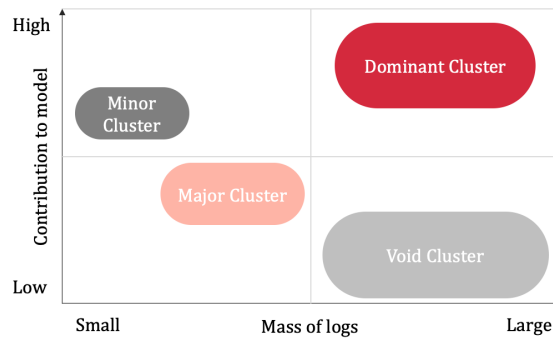 High
Dominant Cluster
Minor
Cluster
Contribution to model
Major Cluster
Void Cluster
Low
Small
Mass of logs
Large